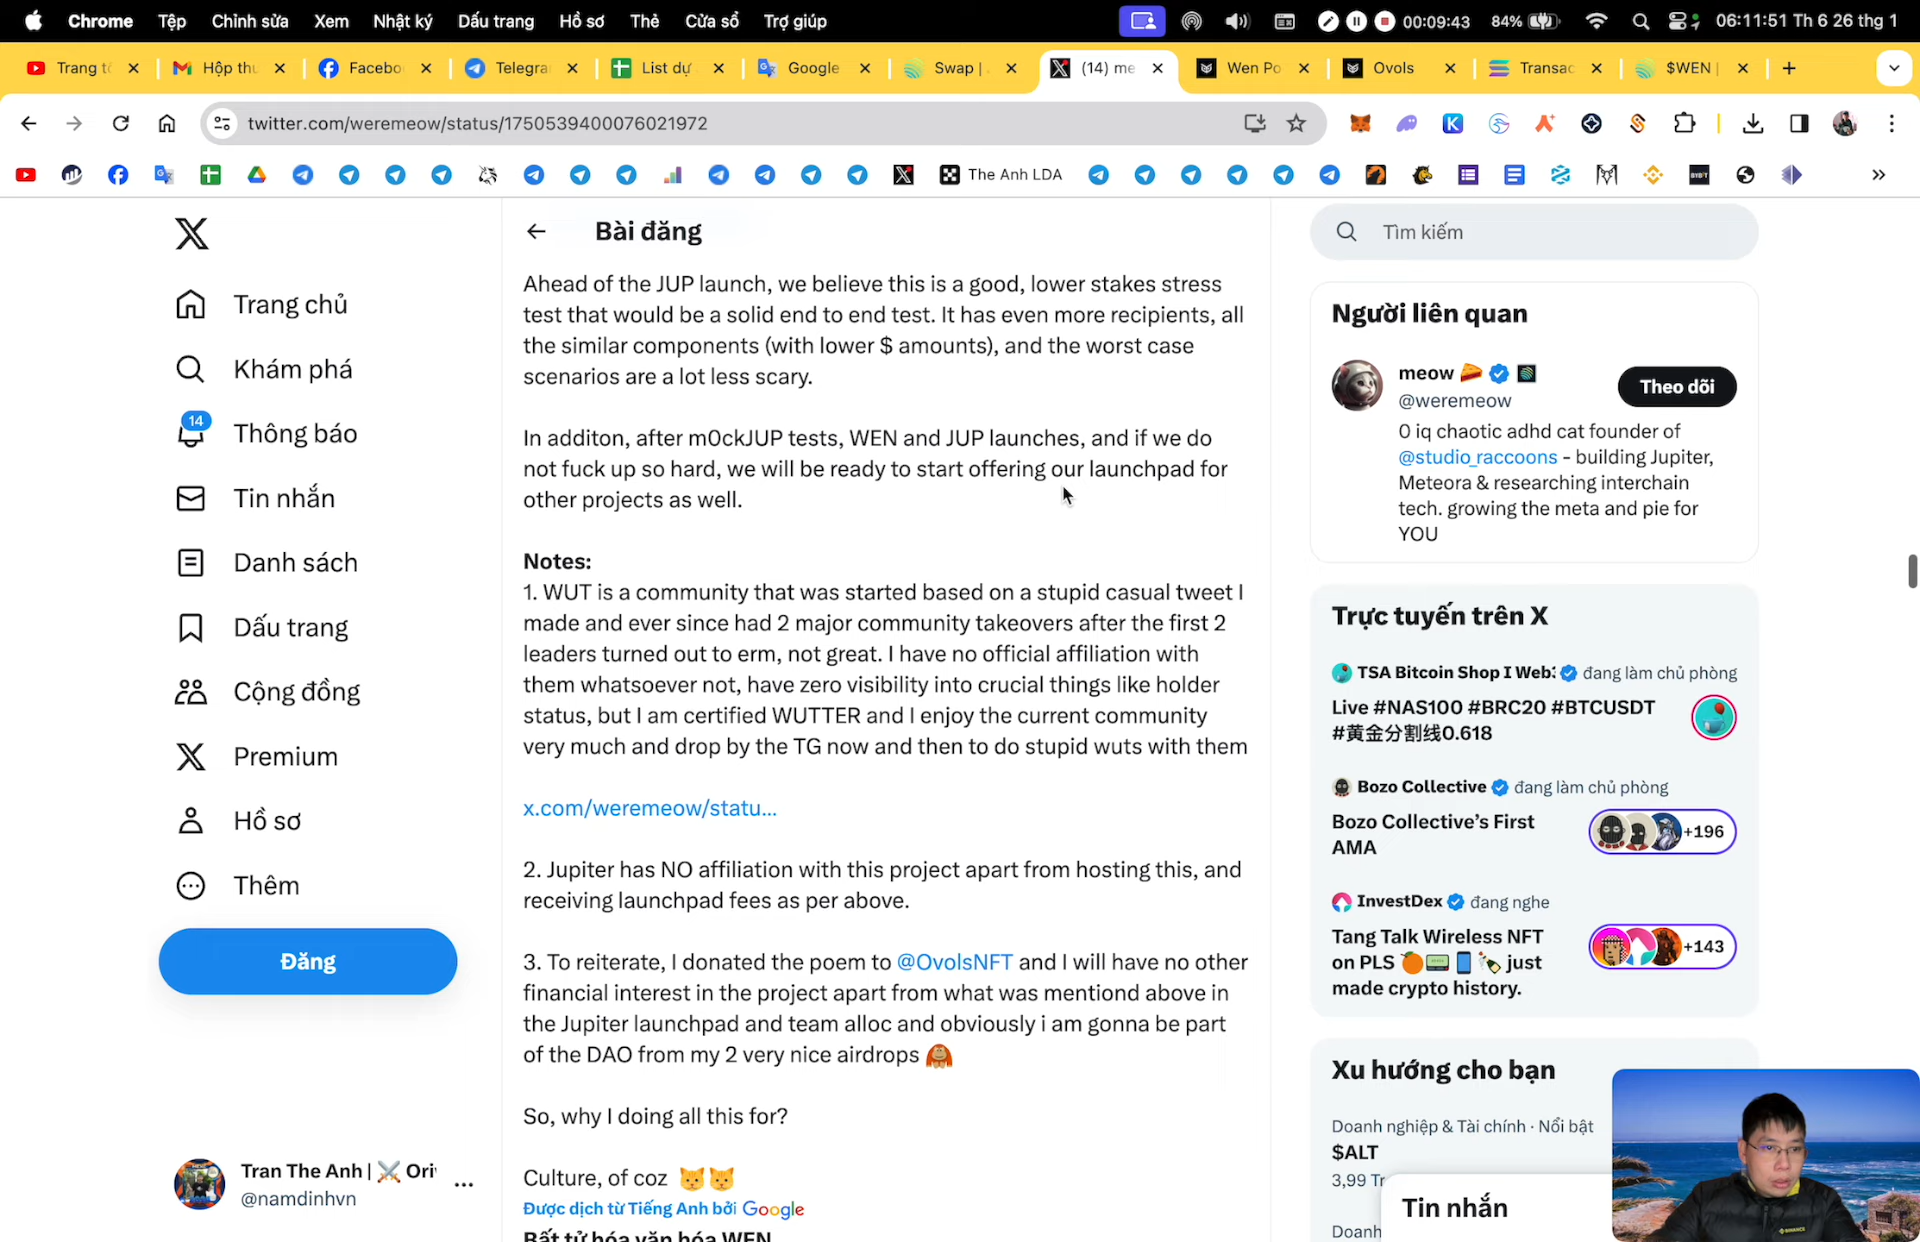 Chrome Tệp Chỉnh sửa Xem Nhật ký Dấu trang Hồ sơ Thẻ Cửa sổ Trợ giúp 00:09:43 84% 06:11:51 Th 6 26 thg 1
Trang tổ Hộp thu Facebo Telegra List dự Google Swap | (14) me Wen Po Ovols Transac $WEN |
twitter.com/weremeow/status/1750539400076021972
The Anh LDA
Bài đăng
Ahead of the JUP launch, we believe this is a good, lower stakes stress
test that would be a solid end to end test. It has even more recipients, all
the similar components (with lower $ amounts), and the worst case
scenarios are a lot less scary.
In additon, after m0ckJUP tests, WEN and JUP launches, and if we do
not fuck up so hard, we will be ready to start offering our launchpad for
other projects as well.
Notes:
1. WUT is a community that was started based on a stupid casual tweet I
made and ever since had 2 major community takeovers after the first 2
leaders turned out to erm, not great. I have no official affiliation with
them whatsoever not, have zero visibility into crucial things like holder
status, but I am certified WUTTER and I enjoy the current community
very much and drop by the TG now and then to do stupid wuts with them
x.com/weremeow/statu...
2. Jupiter has NO affiliation with this project apart from hosting this, and
receiving launchpad fees as per above.
3. To reiterate, I donated the poem to @OvolsNFT and I will have no other
financial interest in the project apart from what was mentiond above in
the Jupiter launchpad and team alloc and obviously i am gonna be part
of the DAO from my 2 very nice airdrops 🦧
So, why I doing all this for?
Culture, of coz 🐱🐱
Được dịch từ Tiếng Anh bởi Google
Bất tử hóa văn hóa WEN
X
Trang chủ
Khám phá
14
Thông báo
Tin nhắn
Danh sách
Dấu trang
Cộng đồng
Premium
Hồ sơ
Thêm
Đăng
Tran The Anh | ⚔️ Ori
@namdinhvn
Tìm kiếm
Người liên quan
meow 🥧
@weremeow
Theo dõi
0 iq chaotic adhd cat founder of
@studio_raccoons - building Jupiter,
Meteora & researching interchain
tech. growing the meta and pie for
YOU
Trực tuyến trên X
TSA Bitcoin Shop I Web3 đang làm chủ phòng
Live #NAS100 #BRC20 #BTCUSDT
#黄金分割线0.618
Bozo Collective đang làm chủ phòng
Bozo Collective’s First
AMA
+196
InvestDex đang nghe
Tang Talk Wireless NFT
on PLS 🍊📟📱🍾 just
made crypto history.
+143
Xu hướng cho bạn
Doanh nghiệp & Tài chính · Nổi bật
$ALT
3,99 Tr
Doanh
Tin nhắn
BINANCE